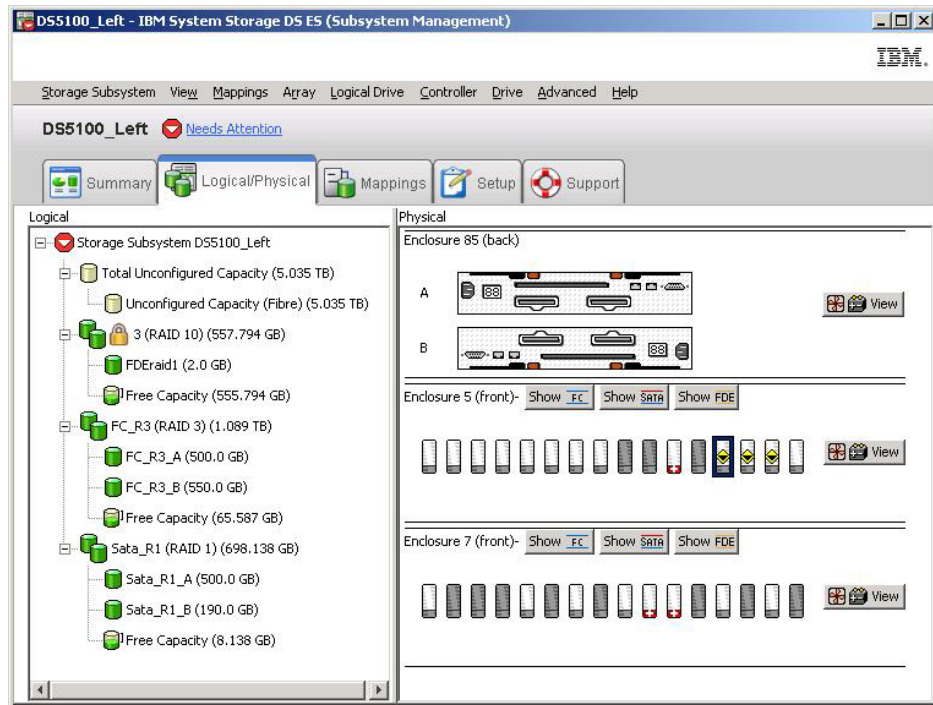 DS5100_Left - IBM System Storage DS ES (Subsystem Management)
IBM.
Storage Subsystem View Mappings Array Logical Drive Controller Drive Advanced Help
DS5100_Left Needs Attention
Summary Logical/Physical Mappings Setup Support
Logical
Storage Subsystem DS5100_Left
Total Unconfigured Capacity (5.035 TB)
Unconfigured Capacity (Fibre) (5.035 TB)
3 (RAID 10) (557.794 GB)
FDEraid1 (2.0 GB)
Free Capacity (555.794 GB)
FC_R3 (RAID 3) (1.089 TB)
FC_R3_A (500.0 GB)
FC_R3_B (550.0 GB)
Free Capacity (65.587 GB)
Sata_R1 (RAID 1) (698.138 GB)
Sata_R1_A (500.0 GB)
Sata_R1_B (190.0 GB)
Free Capacity (8.138 GB)
Physical
Enclosure 85 (back)
A
88
View
B
88
Enclosure 5 (front)- Show FC Show SATA Show FDE
View
Enclosure 7 (front)- Show FC Show SATA Show FDE
View